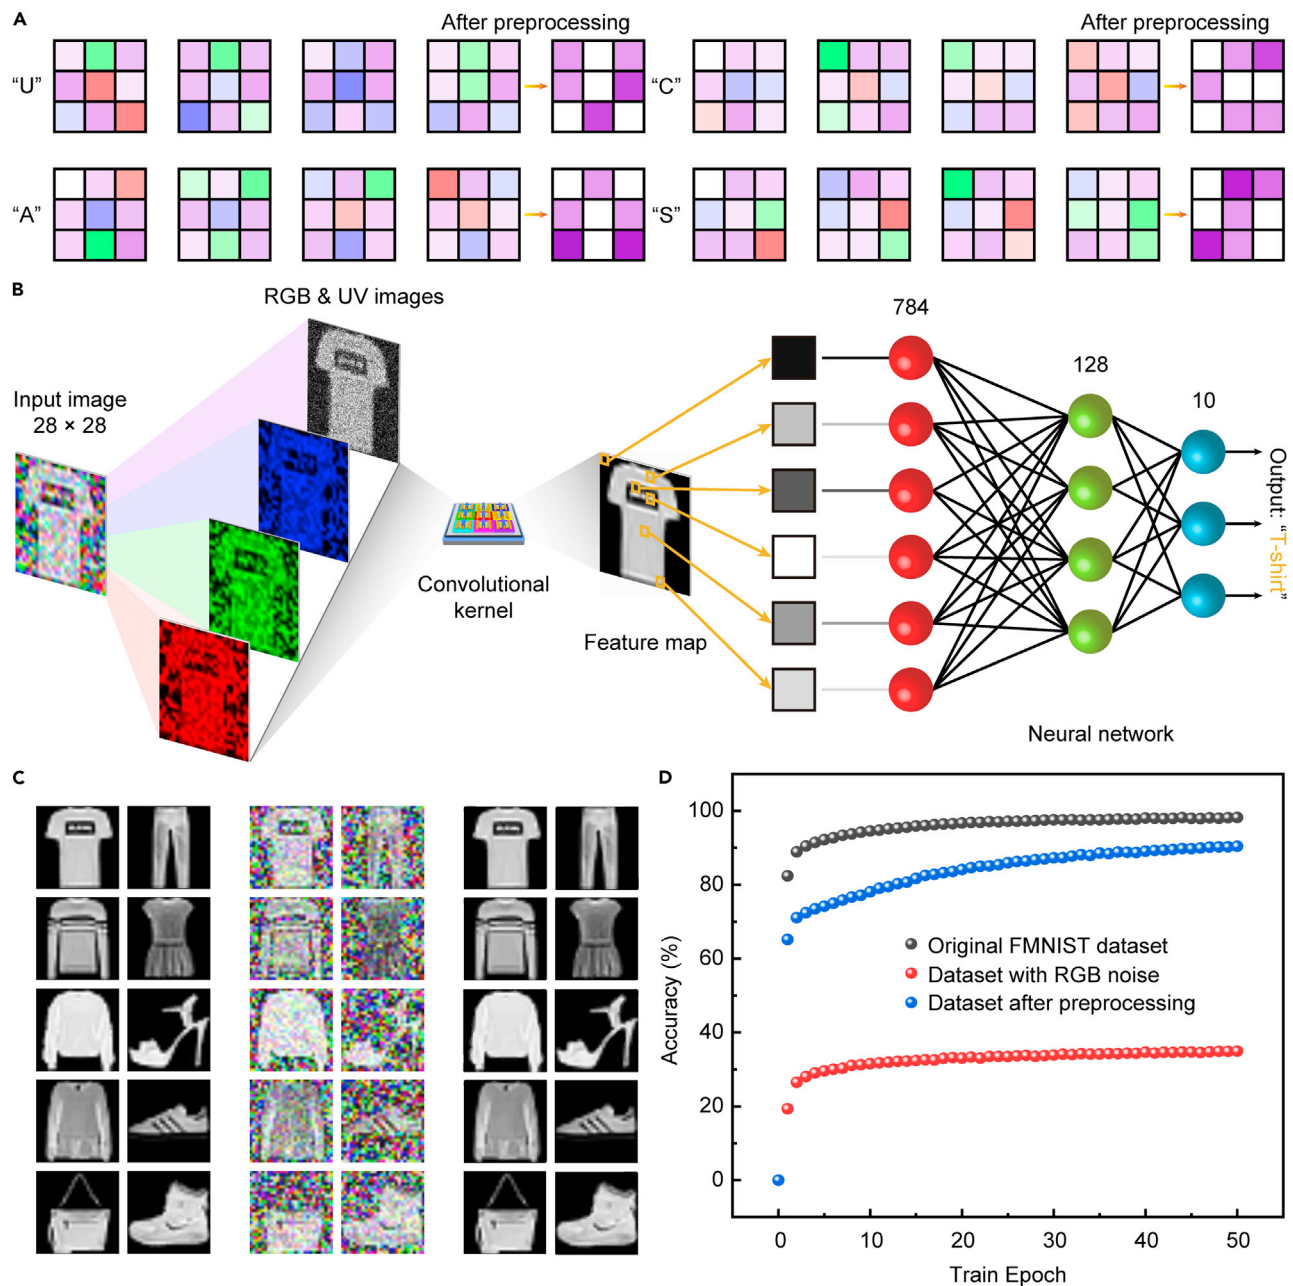 A
After preprocessing
After preprocessing
“U”
“C”
“A”
“S”
B
RGB & UV images
Input image
28 × 28
Convolutional
kernel
Feature map
784
128
10
Output: “T-shirt”
Neural network
C
D
100
80
60
40
20
0
Accuracy (%)
Original FMNIST dataset
Dataset with RGB noise
Dataset after preprocessing
0 10 20 30 40 50
Train Epoch